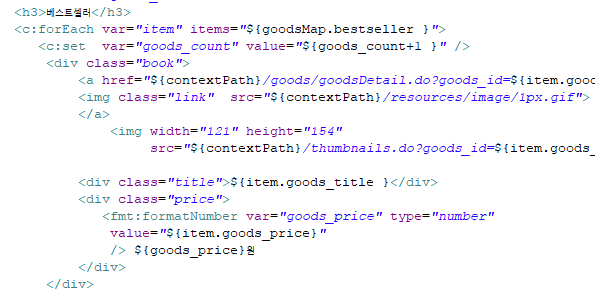 <h3>베스트셀러</h3>
<c:forEach var="item" items="${goodsMap.bestseller }">
<c:set var="goods_count" value="${goods_count+1 }" />
<div class="book">
<a href="${contextPath}/goods/goodsDetail.do?goods_id=${item.goo
<img class="link" src="${contextPath}/resources/image/1px.gif">
</a>
<img width="121" height="154"
src="${contextPath}/thumbnails.do?goods_id=${item.goods_
<div class="title">${item.goods_title }</div>
<div class="price">
<fmt:formatNumber var="goods_price" type="number"
value="${item.goods_price}"
/> ${goods_price}원
</div>
</div>